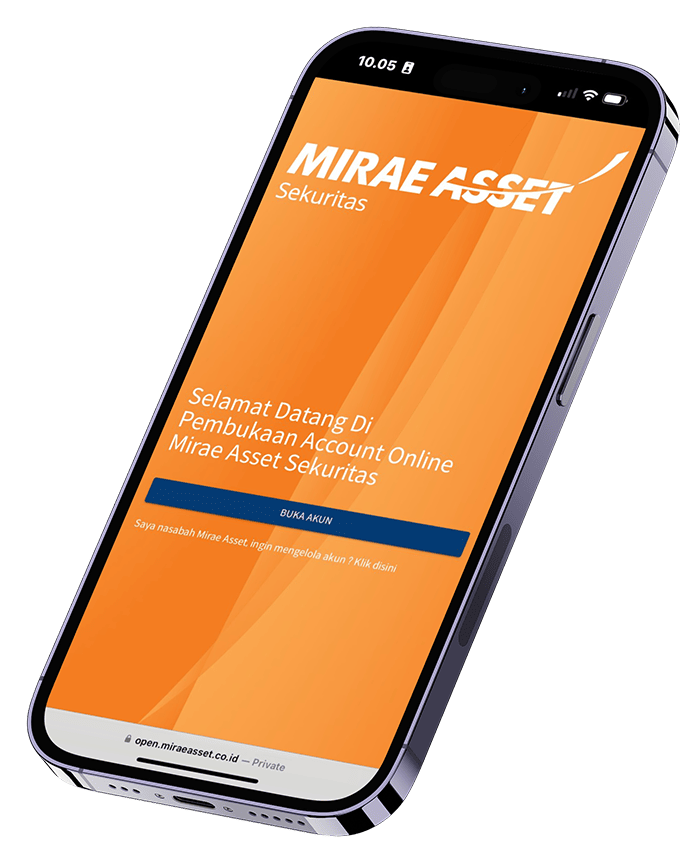 10.05
MIRAE ASSET
Sekuritas
Selamat Datang Di
Pembukaan Account Online
Mirae Asset Sekuritas
BUKA AKUN
Saya nasabah Mirae Asset, ingin mengelola akun ? Klik disini
open.miraeasset.co.id — Private